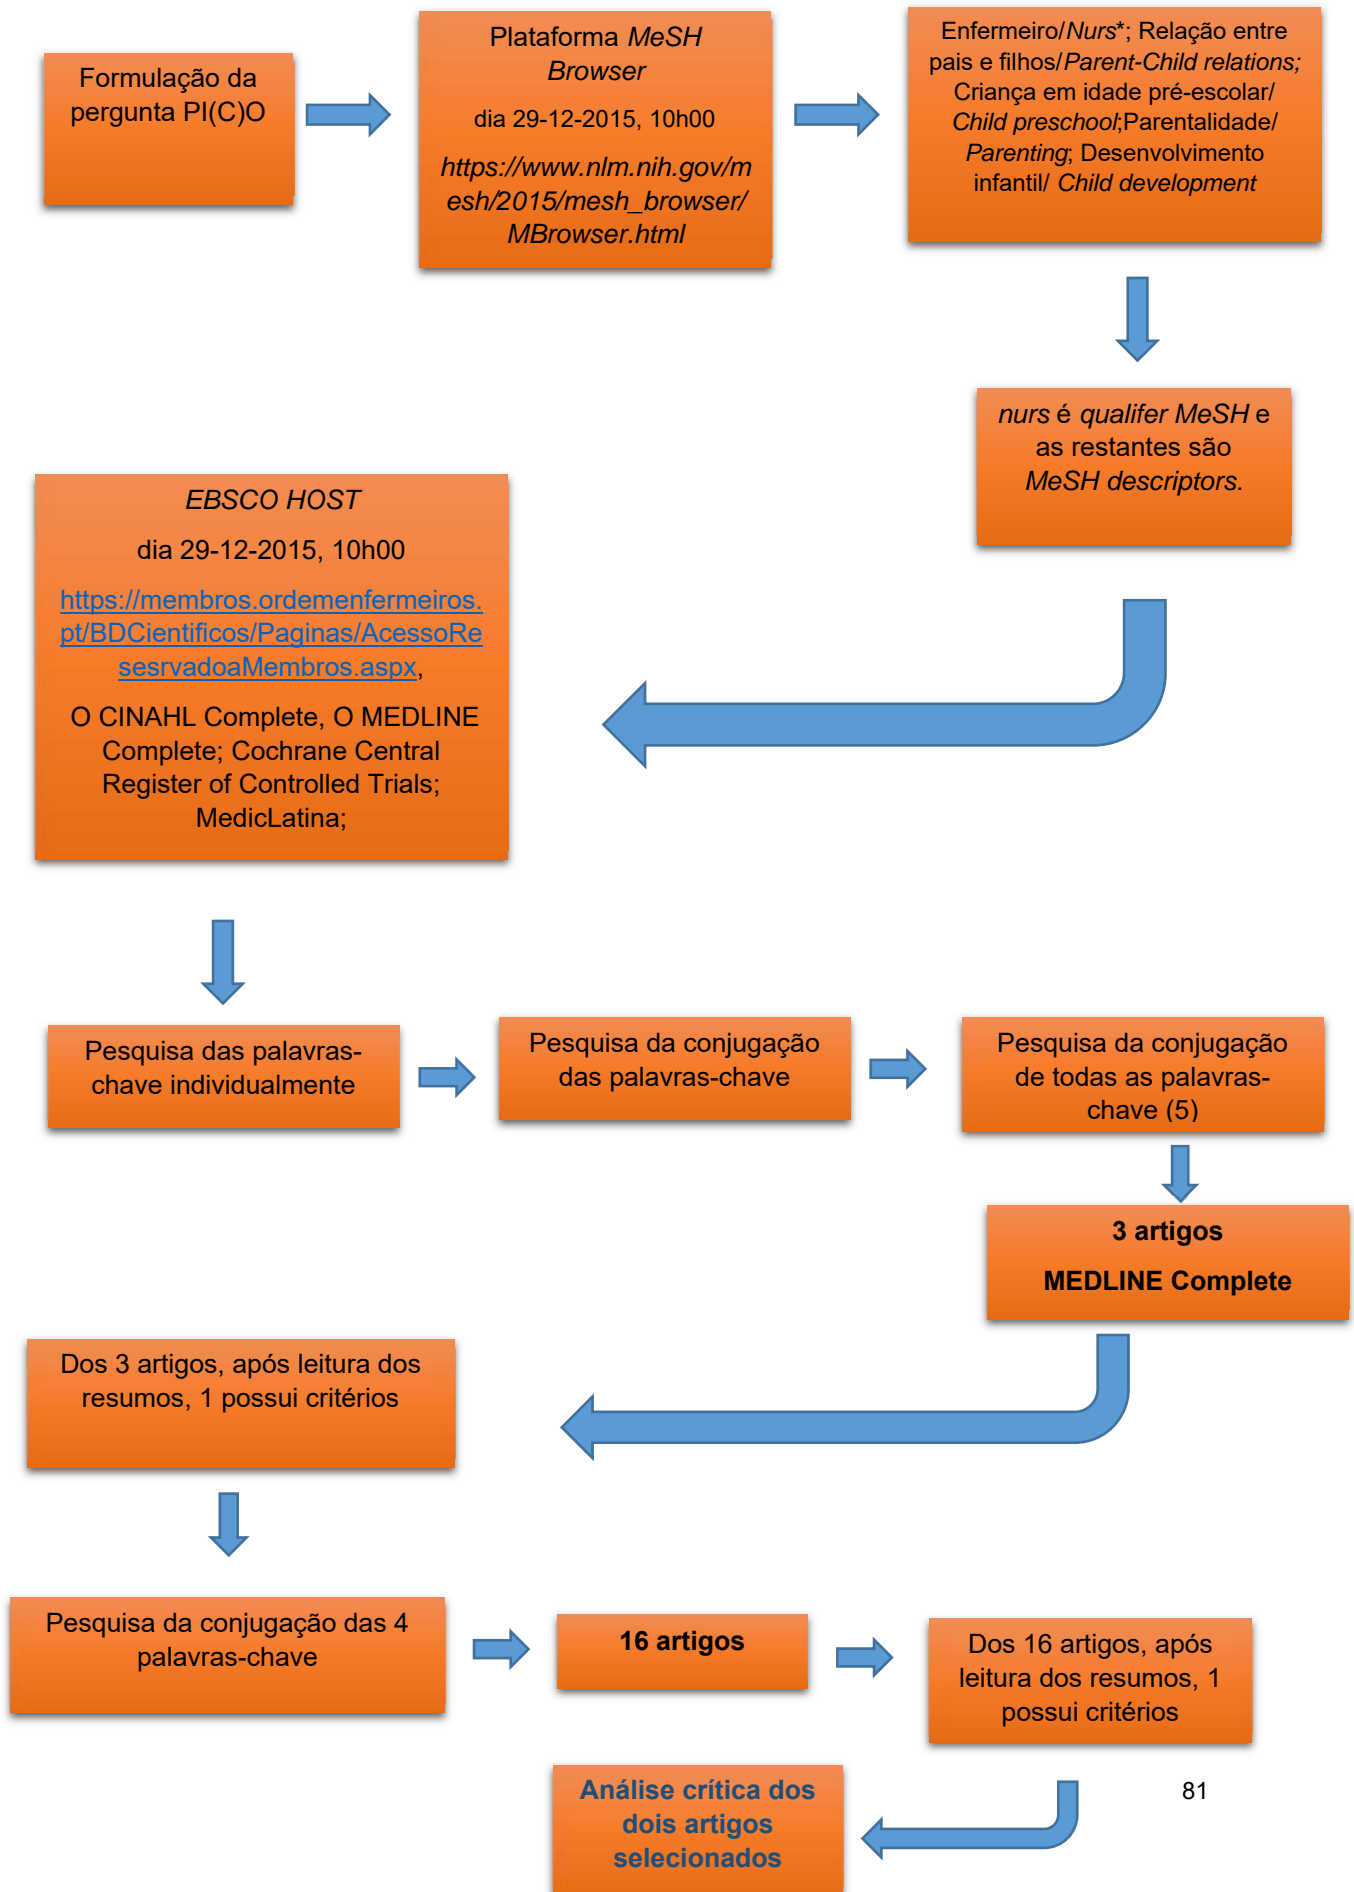 Formulação da
pergunta PI(C)O
Plataforma MeSH
Browser
dia 29-12-2015, 10h00
https://www.nlm.nih.gov/m
esh/2015/mesh_browser/
MBrowser.html
Enfermeiro/Nurs*; Relação entre
pais e filhos/Parent-Child relations;
Criança em idade pré-escolar/
Child preschool;Parentalidade/
Parenting; Desenvolvimento
infantil/ Child development
nurs é qualifer MeSH e
as restantes são
MeSH descriptors.
EBSCO HOST
dia 29-12-2015, 10h00
https://membros.ordemenfermeiros.
pt/BDCientificos/Paginas/AcessoRe
sesrvadoaMembros.aspx,
O CINAHL Complete, O MEDLINE
Complete; Cochrane Central
Register of Controlled Trials;
MedicLatina;
Pesquisa das palavras-
chave individualmente
Pesquisa da conjugação
das palavras-chave
Pesquisa da conjugação
de todas as palavras-
chave (5)
3 artigos
MEDLINE Complete
Dos 3 artigos, após leitura dos
resumos, 1 possui critérios
Pesquisa da conjugação das 4
palavras-chave
16 artigos
Dos 16 artigos, após
leitura dos resumos, 1
possui critérios
Análise crítica dos
dois artigos
selecionados
81